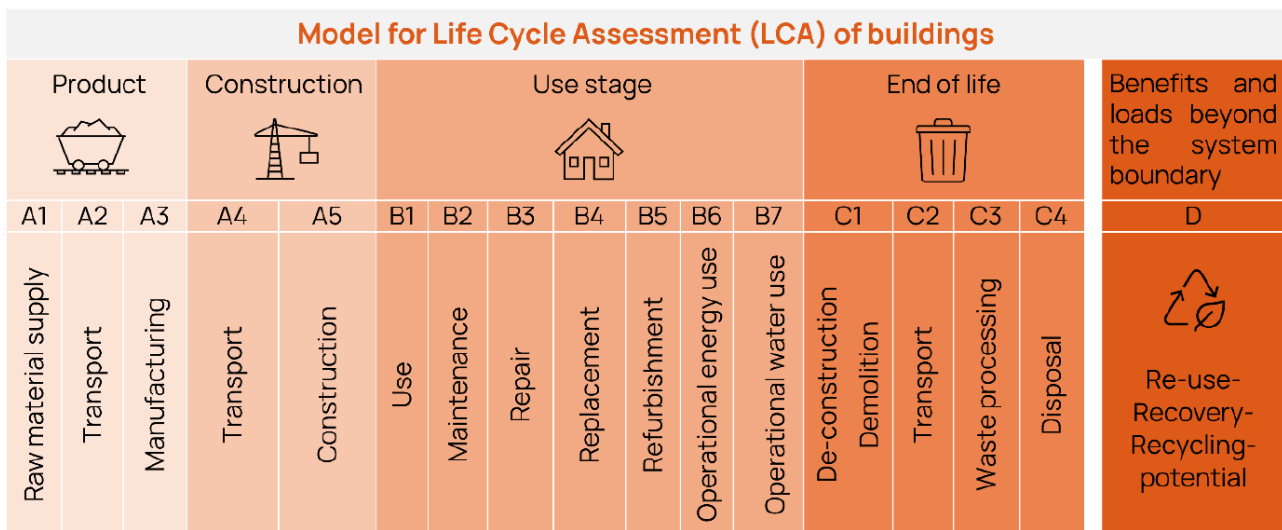 Model for Life Cycle Assessment (LCA) of buildings
Product
Construction
Use stage
End of life
Benefits and
loads beyond
the system
boundary
A1
A2
A3
A4
A5
B1
B2
B3
B4
B5
B6
B7
C1
C2
C3
C4
D
Raw material supply
Transport
Manufacturing
Transport
Construction
Use
Maintenance
Repair
Replacement
Refurbishment
Operational energy use
Operational water use
De-construction
Demolition
Transport
Waste processing
Disposal
Re-use-
Recovery-
Recycling-
potential